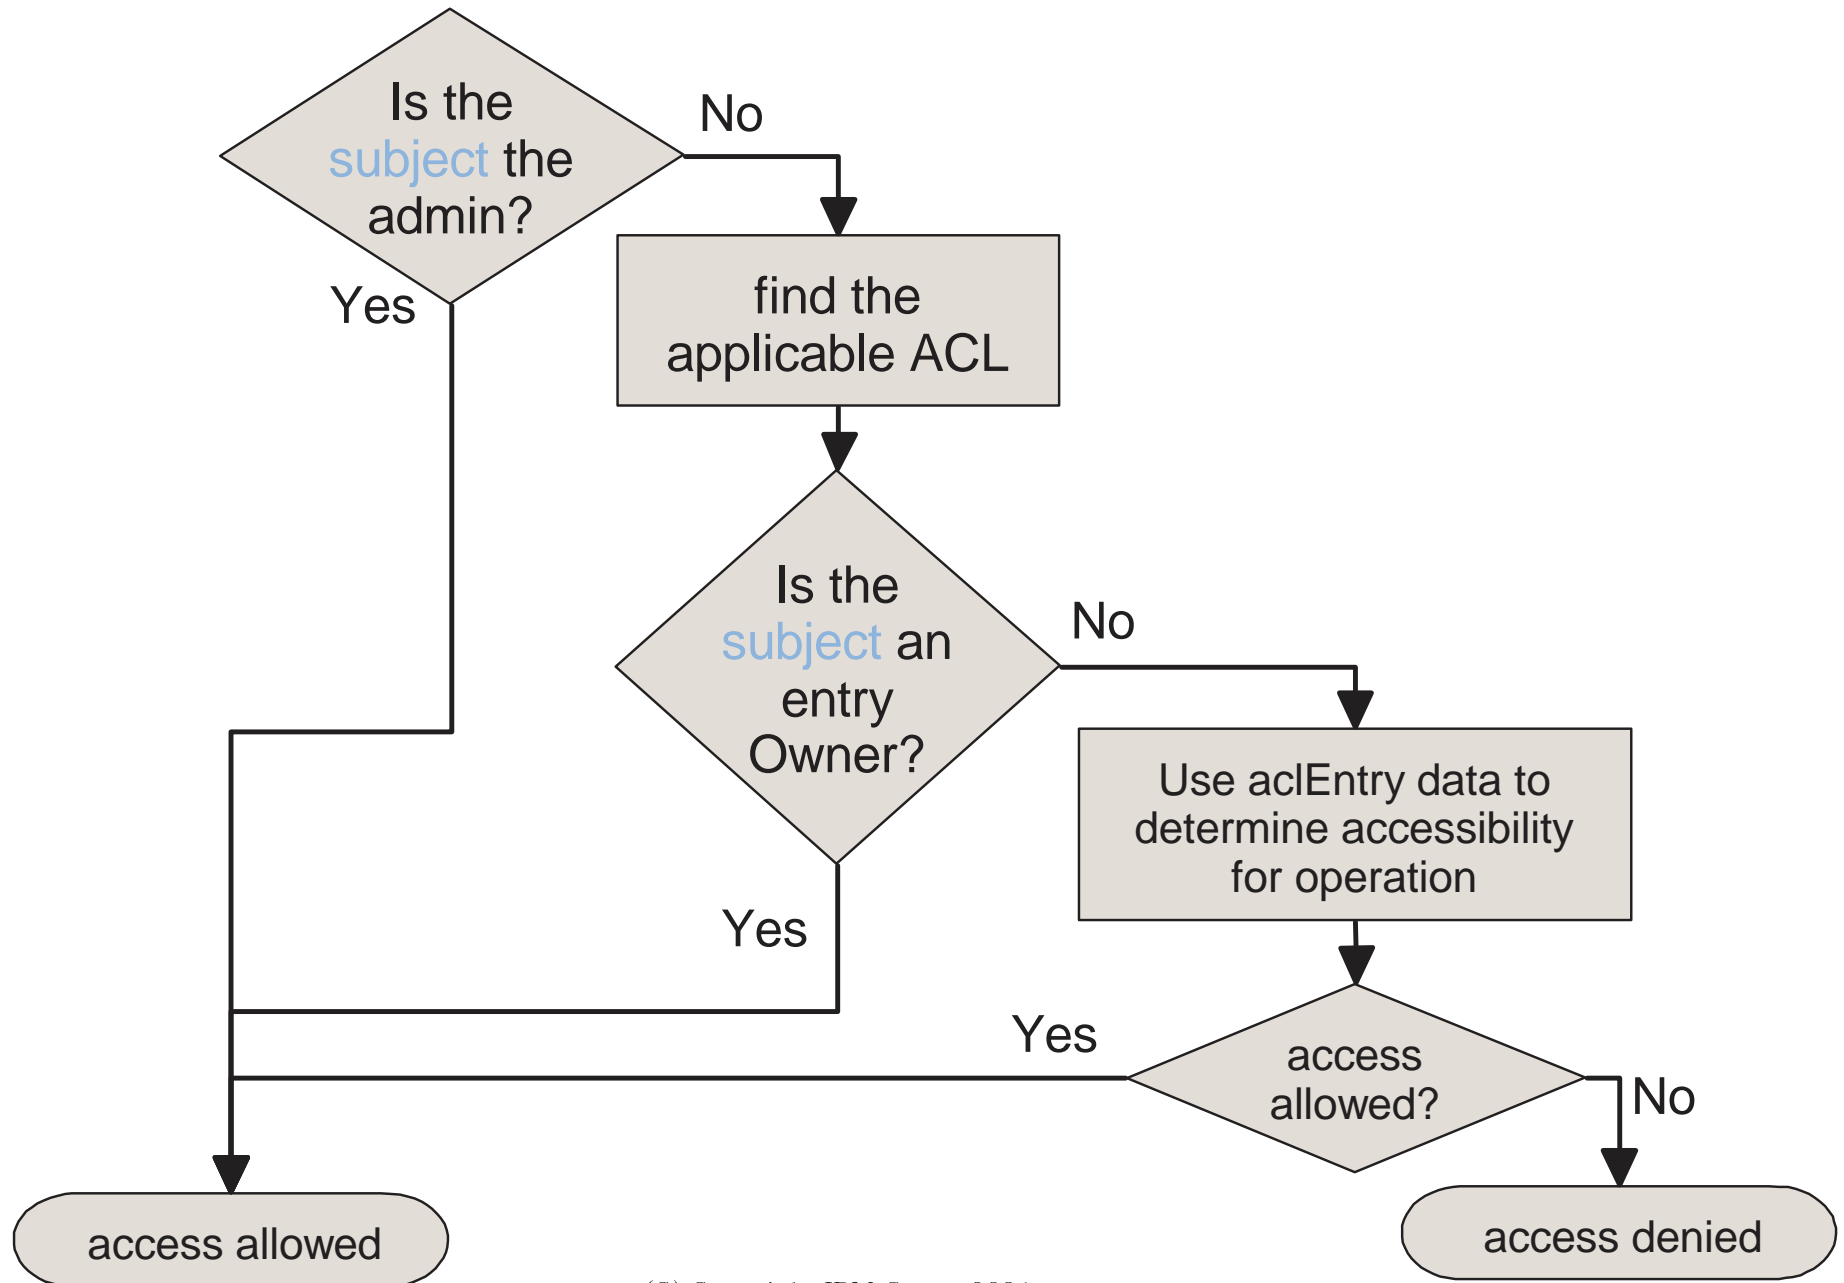 Is the
subject the
admin?
No
Yes
find the
applicable ACL
Is the
subject an
entry
Owner?
No
Yes
Use aclEntry data to
determine accessibility
for operation
Yes
access
allowed?
No
access allowed
access denied